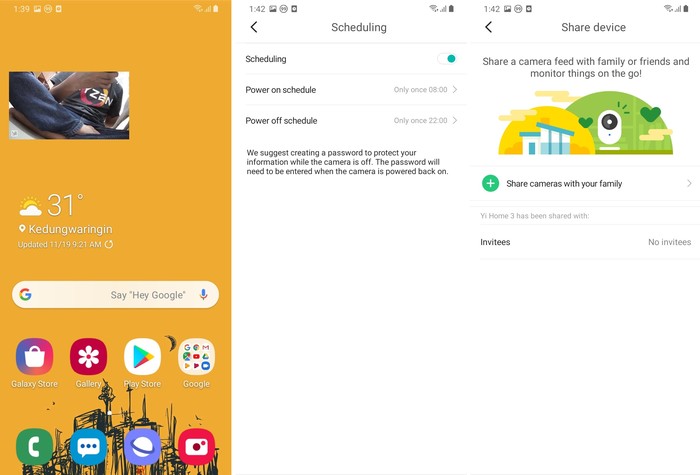 1:39
ZEN
31°
Kedungwaringin
Updated 11/19 9:21 AM
Say "Hey Google"
Galaxy Store
Gallery
Play Store
Google
1:42
Scheduling
Scheduling
Power on schedule
Only once 08:00
Power off schedule
Only once 22:00
We suggest creating a password to protect your
information while the camera is off. The password will
need to be entered when the camera is powered back on.
1:42
Share device
Share a camera feed with family or friends and
monitor things on the go!
Share cameras with your family
Yi Home 3 has been shared with:
Invitees
No invitees